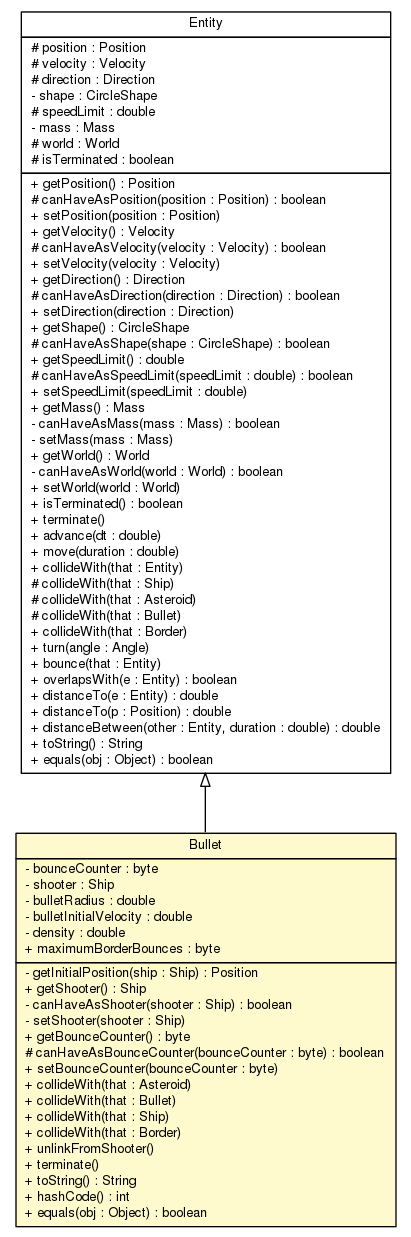 Entity
# position : Position
# velocity : Velocity
# direction : Direction
- shape : CircleShape
# speedLimit : double
- mass : Mass
# world : World
# isTerminated : boolean
+ getPosition() : Position
# canHaveAsPosition(position : Position) : boolean
+ setPosition(position : Position)
+ getVelocity() : Velocity
# canHaveAsVelocity(velocity : Velocity) : boolean
+ setVelocity(velocity : Velocity)
+ getDirection() : Direction
# canHaveAsDirection(direction : Direction) : boolean
+ setDirection(direction : Direction)
+ getShape() : CircleShape
# canHaveAsShape(shape : CircleShape) : boolean
+ getSpeedLimit() : double
# canHaveAsSpeedLimit(speedLimit : double) : boolean
+ setSpeedLimit(speedLimit : double)
+ getMass() : Mass
- canHaveAsMass(mass : Mass) : boolean
- setMass(mass : Mass)
+ getWorld() : World
- canHaveAsWorld(world : World) : boolean
+ setWorld(world : World)
+ isTerminated() : boolean
+ terminate()
+ advance(dt : double)
+ move(duration : double)
+ collideWith(that : Entity)
# collideWith(that : Ship)
# collideWith(that : Asteroid)
# collideWith(that : Bullet)
+ collideWith(that : Border)
+ turn(angle : Angle)
+ bounce(that : Entity)
+ overlapsWith(e : Entity) : boolean
+ distanceTo(e : Entity) : double
+ distanceTo(p : Position) : double
+ distanceBetween(other : Entity, duration : double) : double
+ toString() : String
+ equals(obj : Object) : boolean
Bullet
- bounceCounter : byte
- shooter : Ship
- bulletRadius : double
- bulletInitialVelocity : double
- density : double
+ maximumBorderBounces : byte
- getInitialPosition(ship : Ship) : Position
+ getShooter() : Ship
- canHaveAsShooter(shooter : Ship) : boolean
- setShooter(shooter : Ship)
+ getBounceCounter() : byte
# canHaveAsBounceCounter(bounceCounter : byte) : boolean
+ setBounceCounter(bounceCounter : byte)
+ collideWith(that : Asteroid)
+ collideWith(that : Bullet)
+ collideWith(that : Ship)
+ collideWith(that : Border)
+ unlinkFromShooter()
+ terminate()
+ toString() : String
+ hashCode() : int
+ equals(obj : Object) : boolean